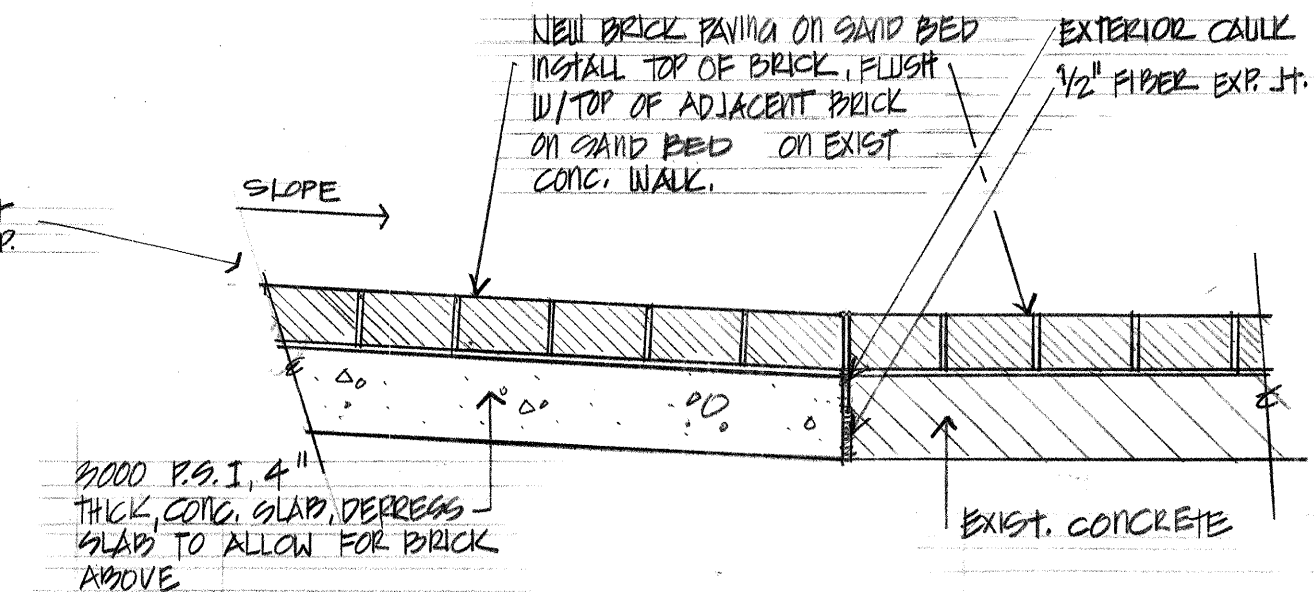 NEW BRICK PAVING ON SAND BED
INSTALL TOP OF BRICK, FLUSH
W/TOP OF ADJACENT BRICK
ON SAND BED ON EXIST
CONC. WALK.
EXTERIOR CAULK
1/2" FIBER EXP. JT.
SLOPE
P.
3000 P.S.I, 4"
THICK, CONC. SLAB, DEPRESS
SLAB TO ALLOW FOR BRICK
ABOVE
EXIST. CONCRETE